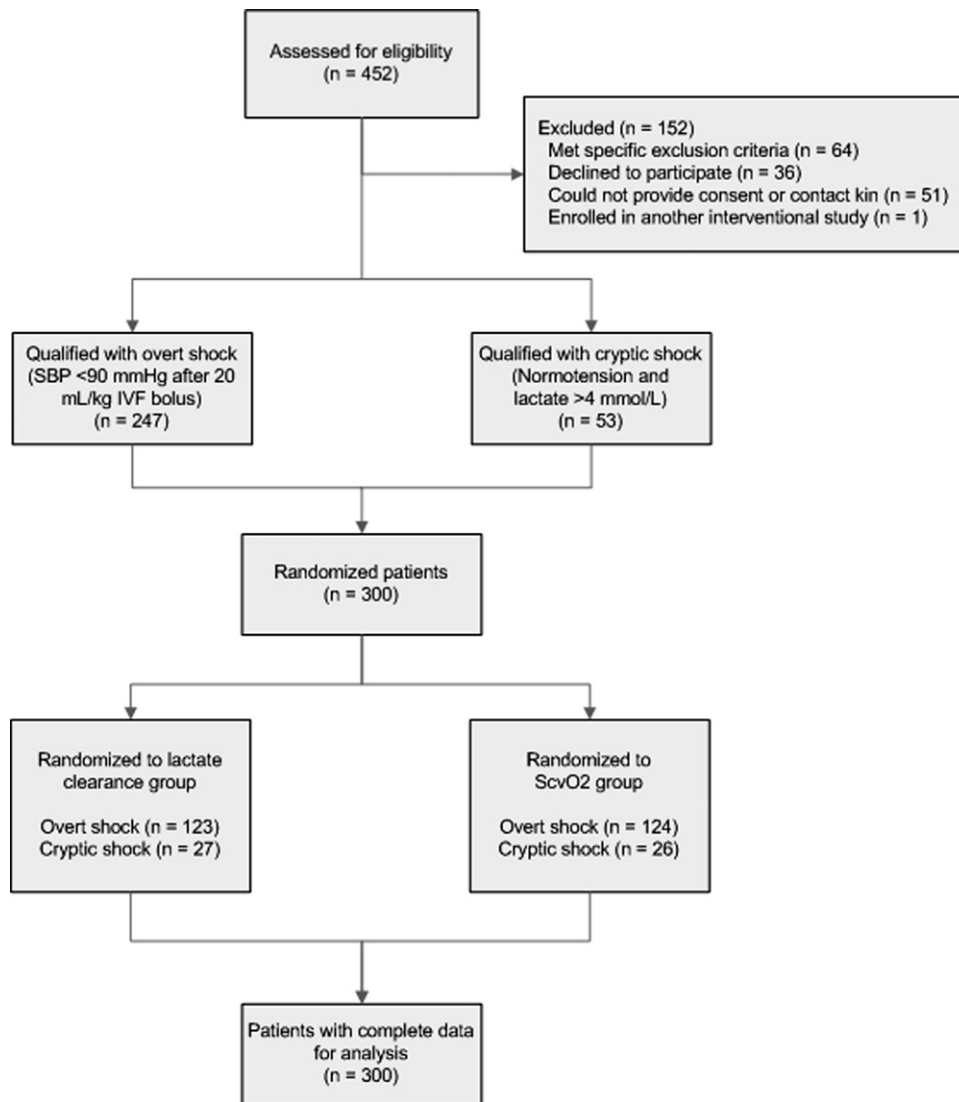 Assessed for eligibility
(n = 452)
Excluded (n = 152)
Met specific exclusion criteria (n = 64)
Declined to participate (n = 36)
Could not provide consent or contact kin (n = 51)
Enrolled in another interventional study (n = 1)
Qualified with overt shock
(SBP <90 mmHg after 20
mL/kg IVF bolus)
(n = 247)
Qualified with cryptic shock
(Normotension and
lactate >4 mmol/L)
(n = 53)
Randomized patients
(n = 300)
Randomized to lactate
clearance group
Overt shock (n = 123)
Cryptic shock (n = 27)
Randomized to
ScvO2 group
Overt shock (n = 124)
Cryptic shock (n = 26)
Patients with complete data
for analysis
(n = 300)